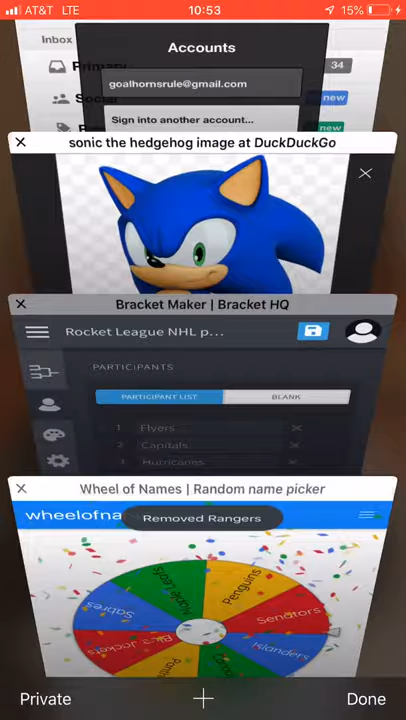 AT&T LTE 10:53 15%
Inbox
Accounts
Primary 34
goalhornsrule@gmail.com
Social new
Sign into another account...
new
sonic the hedgehog image at DuckDuckGo
Bracket Maker | Bracket HQ
Rocket League NHL p...
PARTICIPANTS
PARTICIPANT LIST BLANK
1 Flyers
2 Capitals
3 Hurricanes
Wheel of Names | Random name picker
wheelofna
Removed Rangers
Maple Leafs
Penguins
Sabres
Senators
Blue Jackets
Islanders
Private
Done